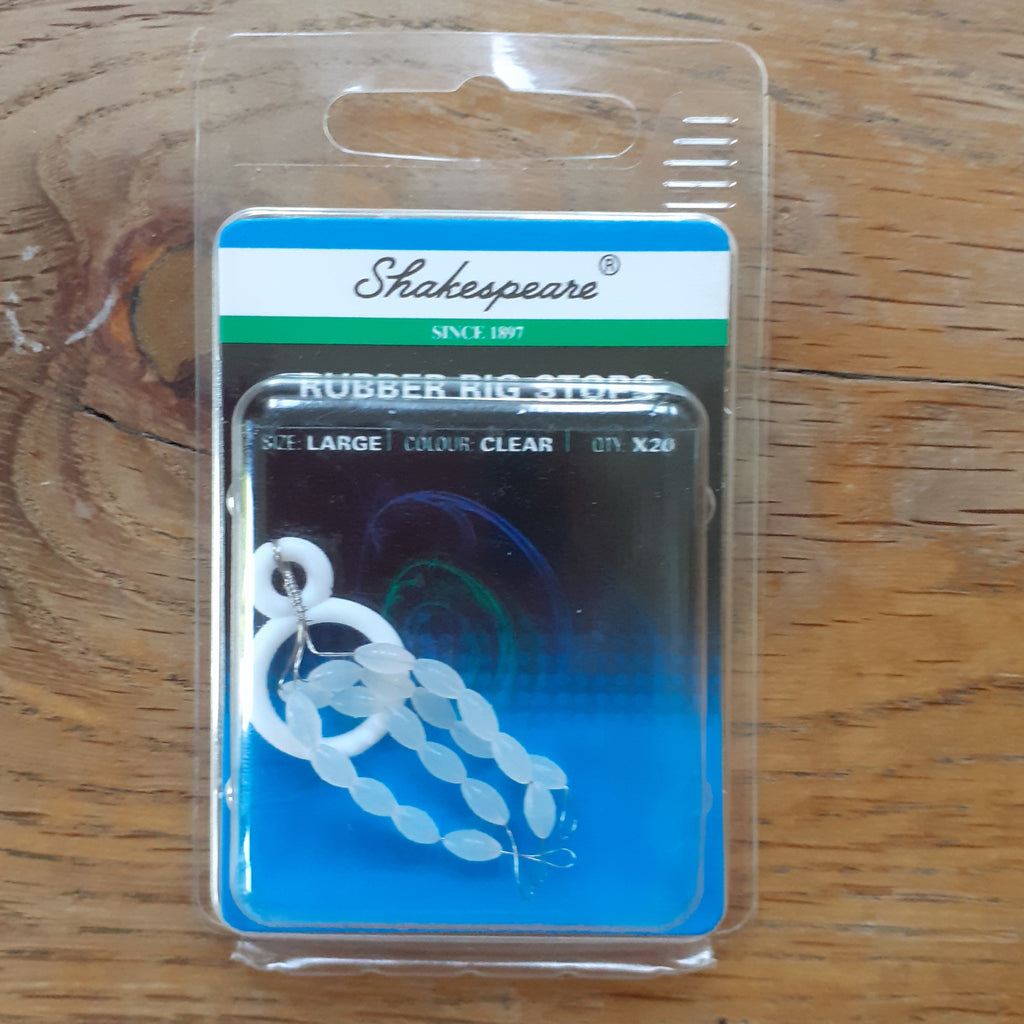 Shakespeare®
SINCE 1897
RUBBER RIG STOPS
SIZE: LARGE | COLOUR: CLEAR | QTY: X20